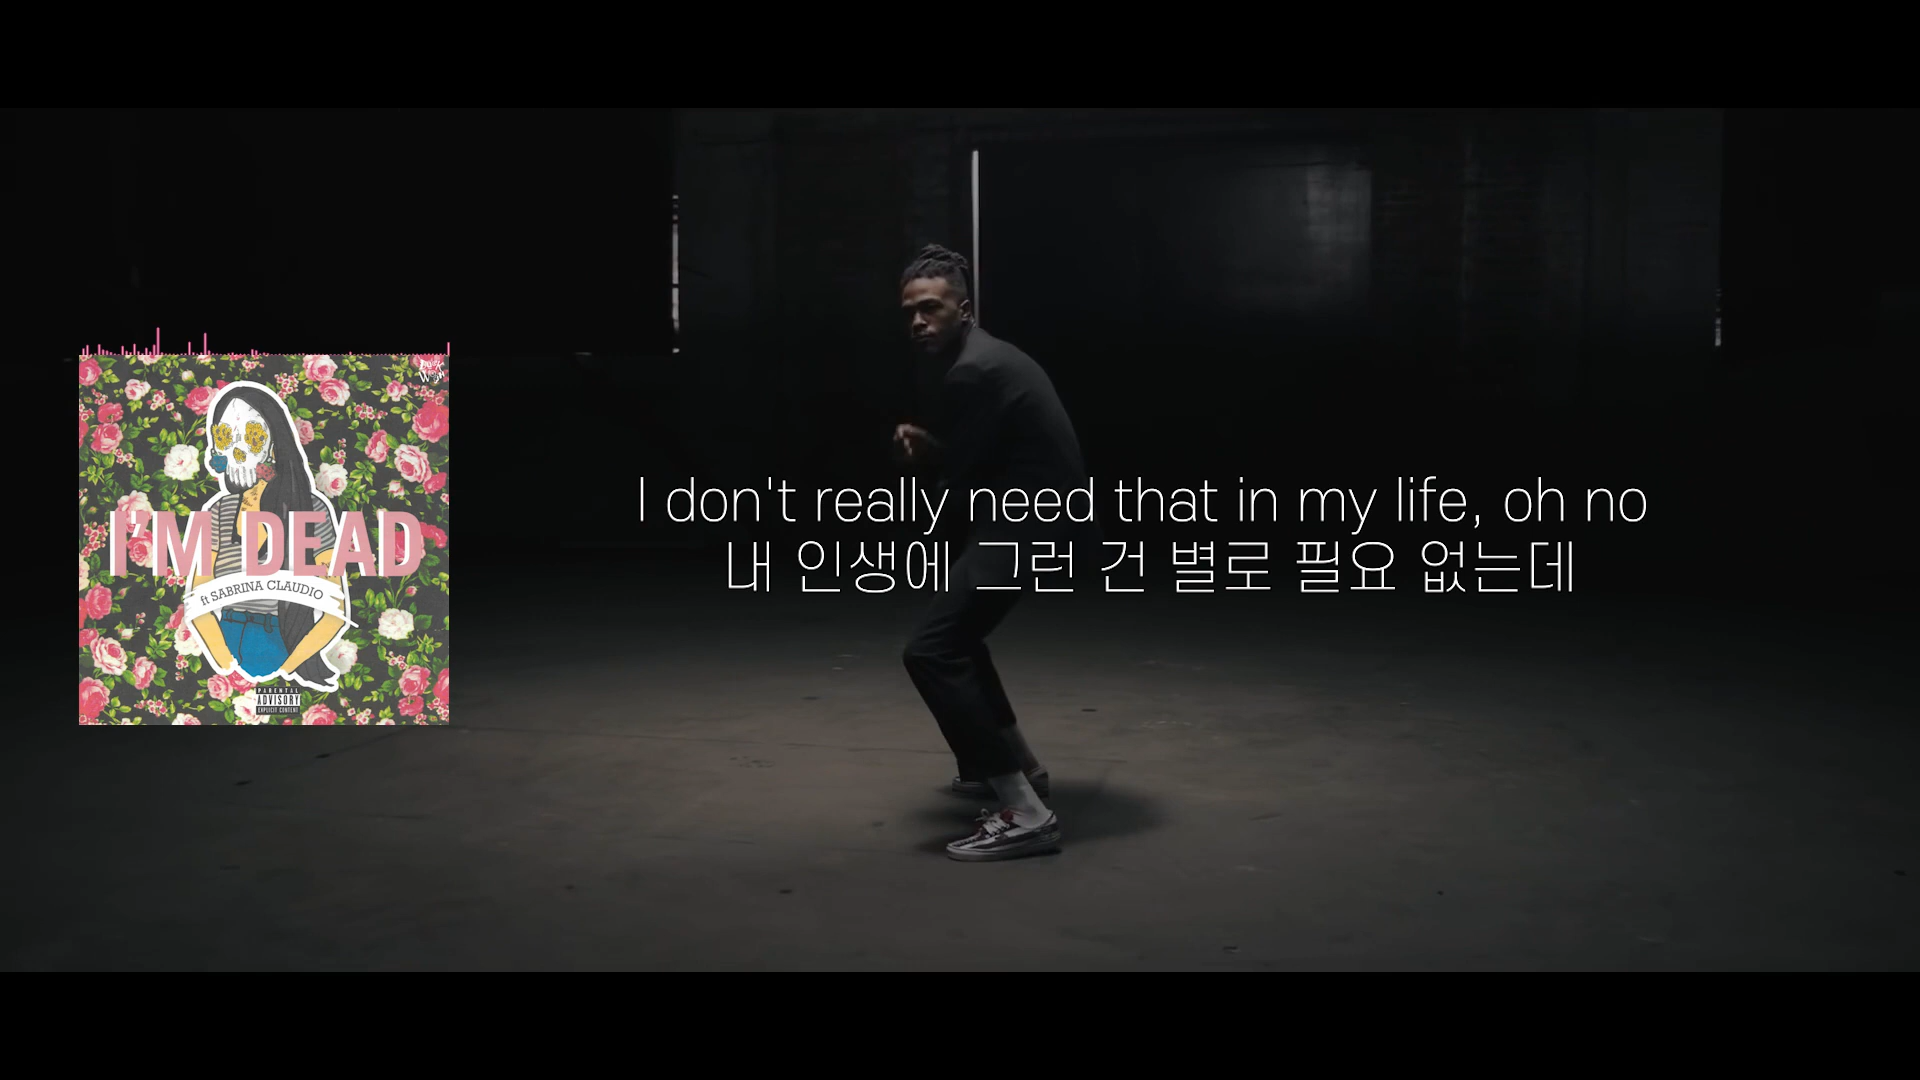 I'M DEAD
ft SABRINA CLAUDIO
PARENTAL
ADVISORY
EXPLICIT CONTENT
I don't really need that in my life, oh no
내 인생에 그런 건 별로 필요 없는데